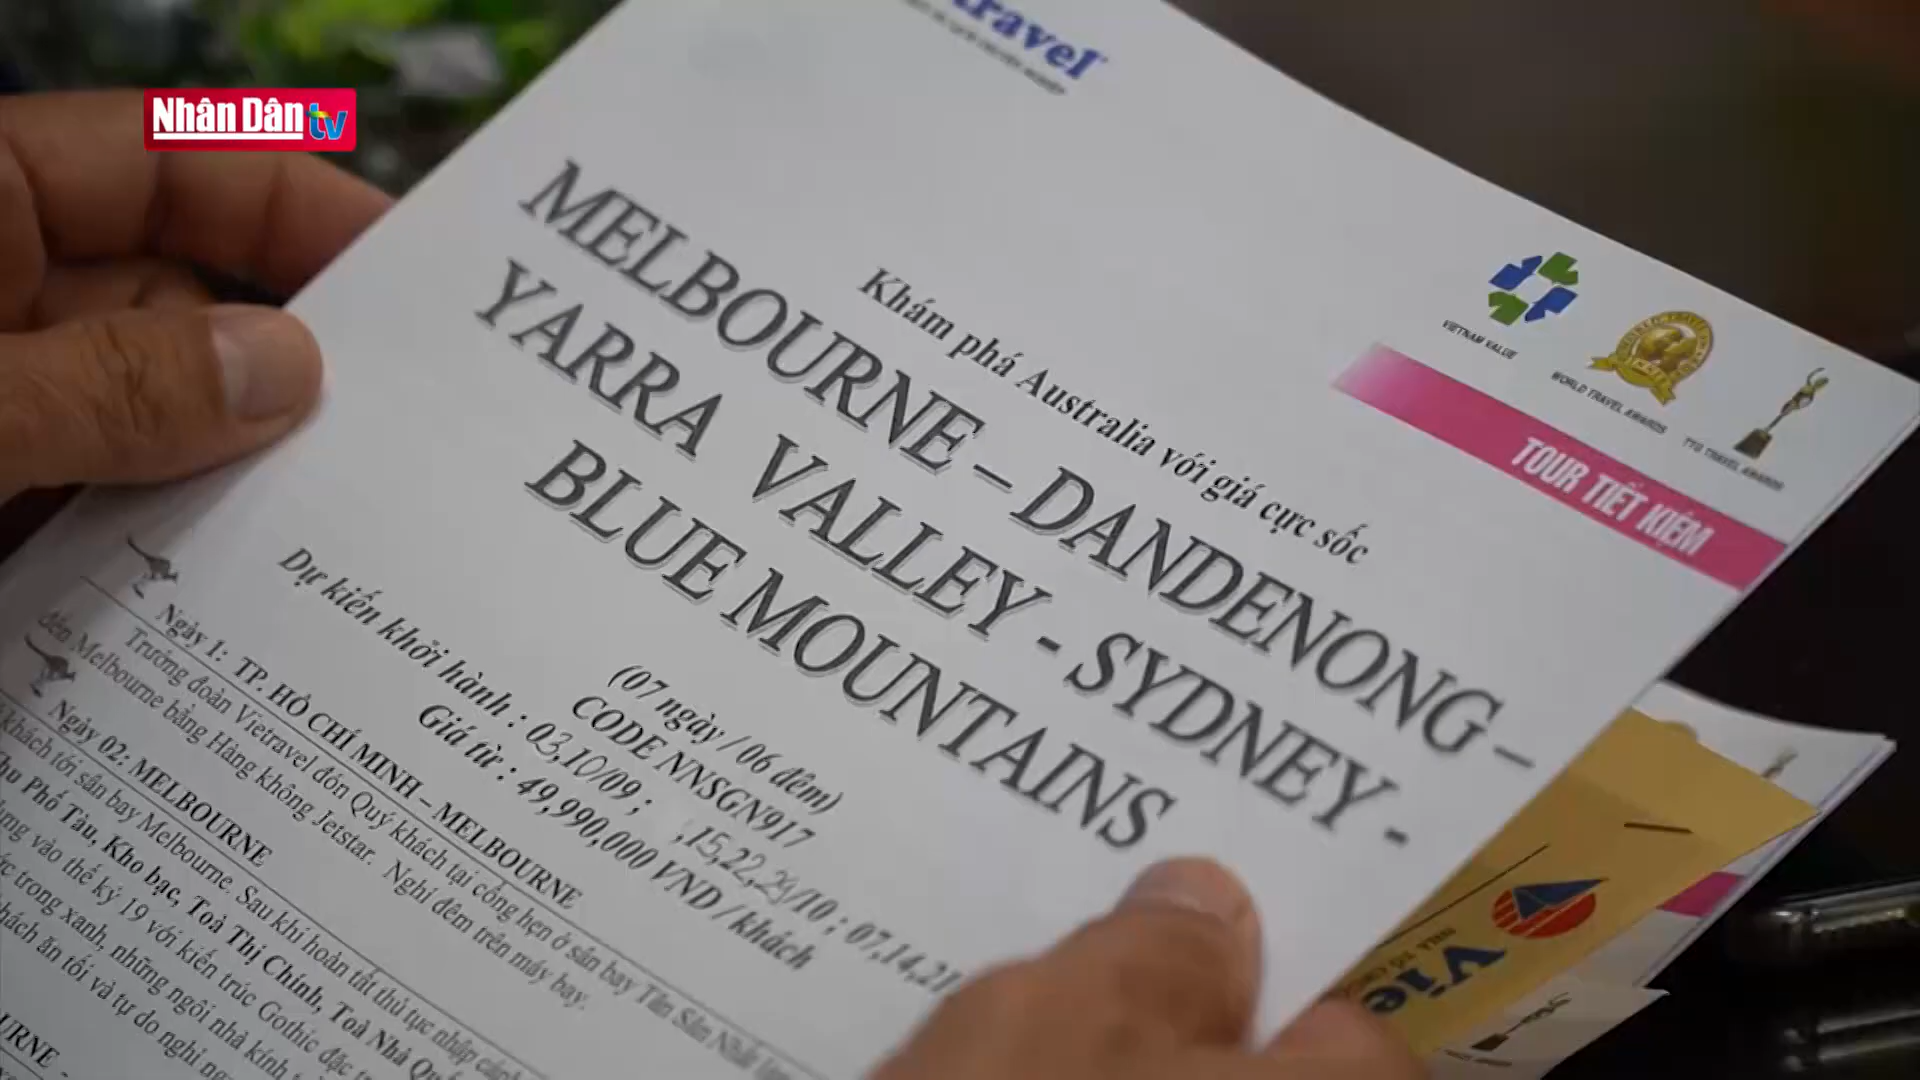 Nhân Dân tv
travel
VIETNAM VALUE
WORLD TRAVEL AWARDS
TTG TRAVEL AWARDS
TOUR TIẾT KIỆM
Khám phá Australia với giá cực sốc
MELBOURNE – DANDENONG –
YARRA VALLEY - SYDNEY -
BLUE MOUNTAINS
(07 ngày / 06 đêm)
CODE NNSGN917
Dự kiến khởi hành : 03,10/09; ,15,22,29/10 ; 07,14,21
Giá từ : 49,990,000 VND / khách
Ngày 1: TP. HỒ CHÍ MINH – MELBOURNE
Trưởng đoàn Vietravel đón Quý khách tại cổng hẹn ở sân bay Tân Sơn Nhất
đến Melbourne bằng Hàng không Jetstar. Nghỉ đêm trên máy bay.
Ngày 02: MELBOURNE
khách tới sân bay Melbourne. Sau khi hoàn tất thủ tục nhập cảnh
Phố Tàu, Kho bạc, Toà Thị Chính, Toà Nhà
vào thế kỷ 19 với kiến trúc Gothic đặc
trong xanh, những ngôi nhà kính
khách ăn tối và tự do nghỉ
Vie